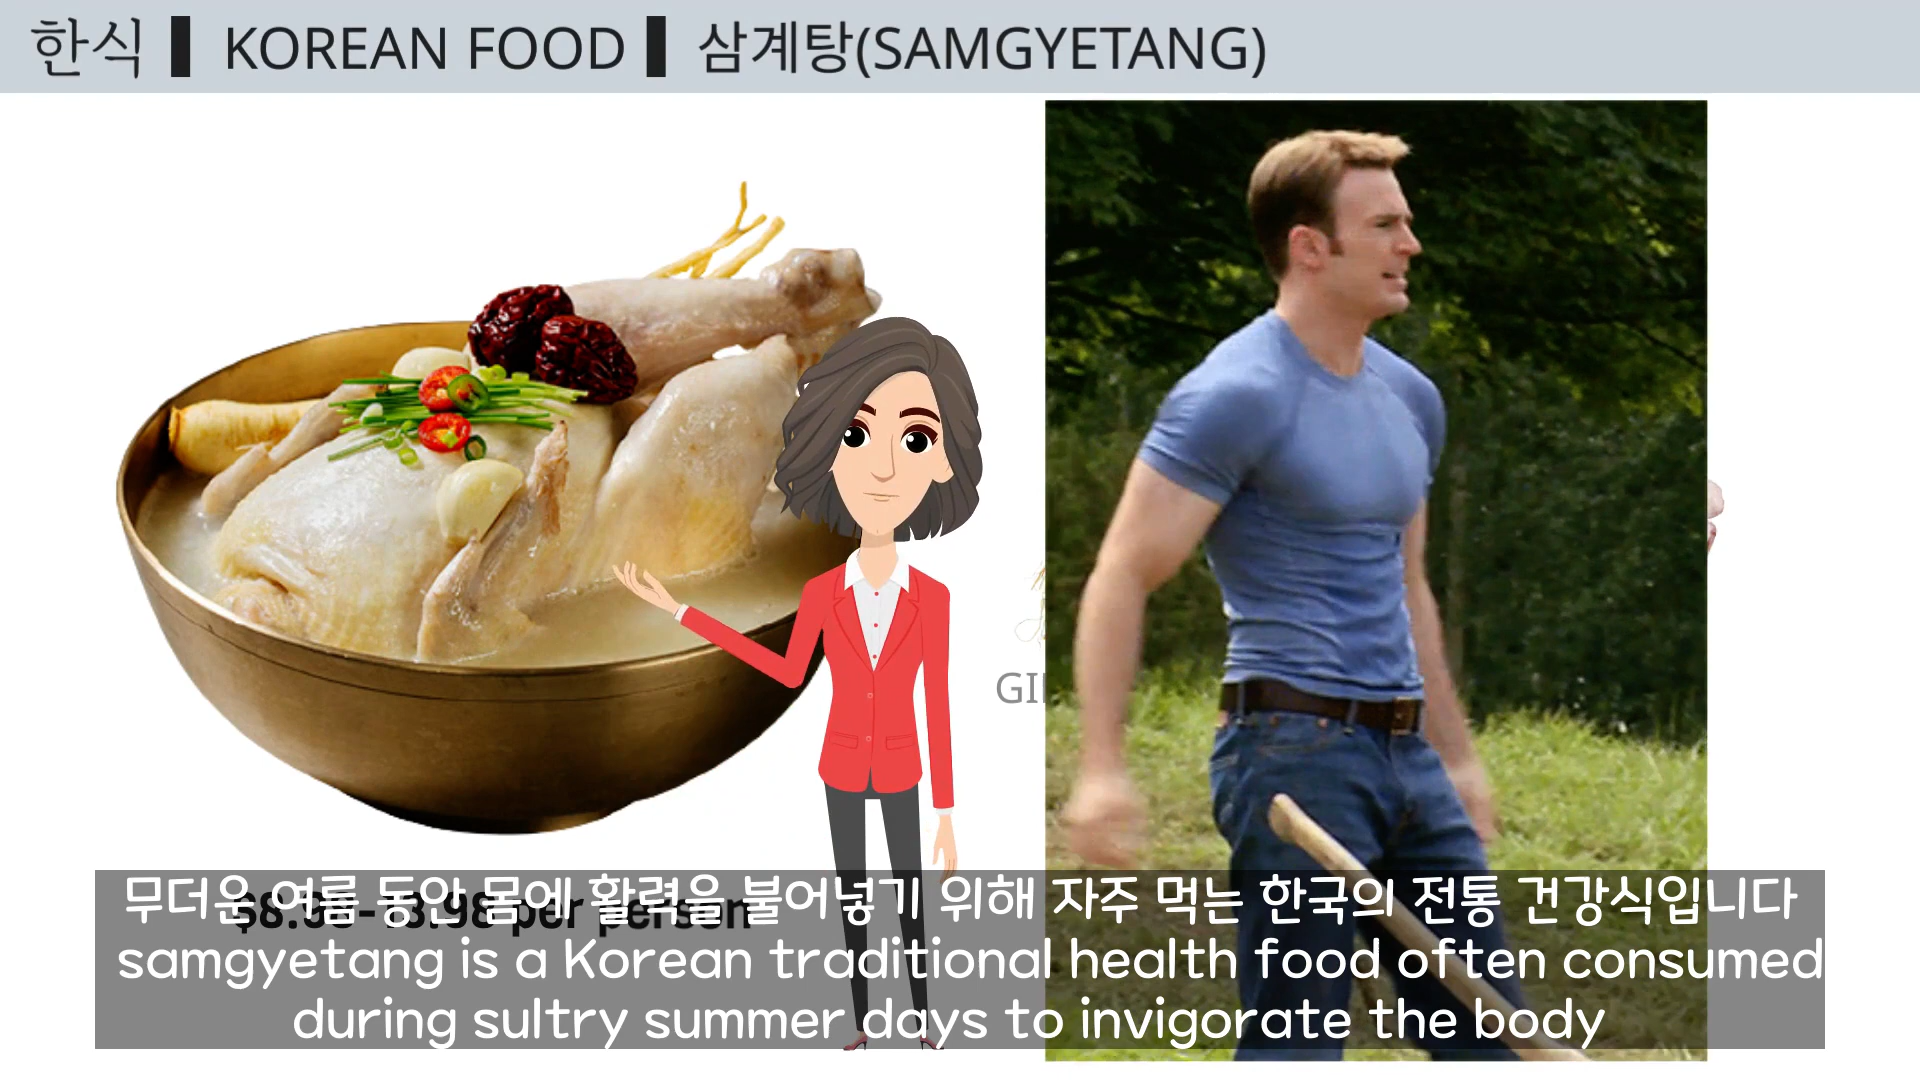 한식 ▌ KOREAN FOOD ▌ 삼계탕(SAMGYETANG)
per person
무더운 여름 동안 몸에 활력을 불어넣기 위해 자주 먹는 한국의 전통 건강식입니다
samgyetang is a Korean traditional health food often consumed
during sultry summer days to invigorate the body